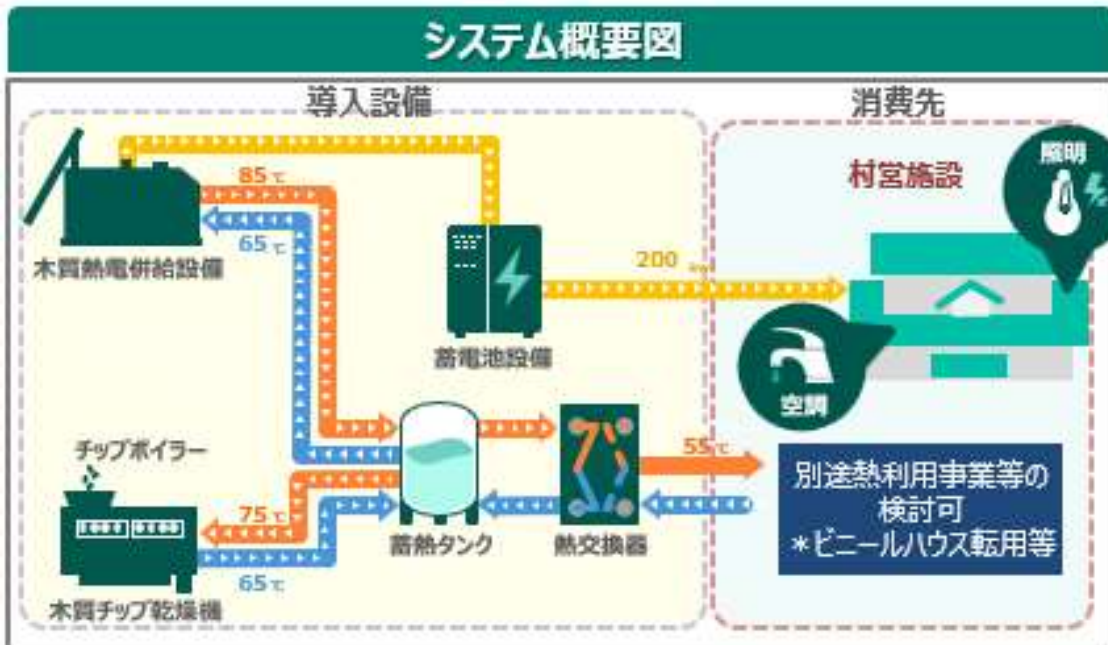 システム概要図
導入設備
消費先
村営施設
照明
85℃
65℃
木質熱電併給設備
200
蓄電池設備
空調
チップボイラー
75℃
65℃
木質チップ乾燥機
蓄熱タンク
熱交換器
55℃
別途熱利用事業等の
検討可
*ビニールハウス転用等